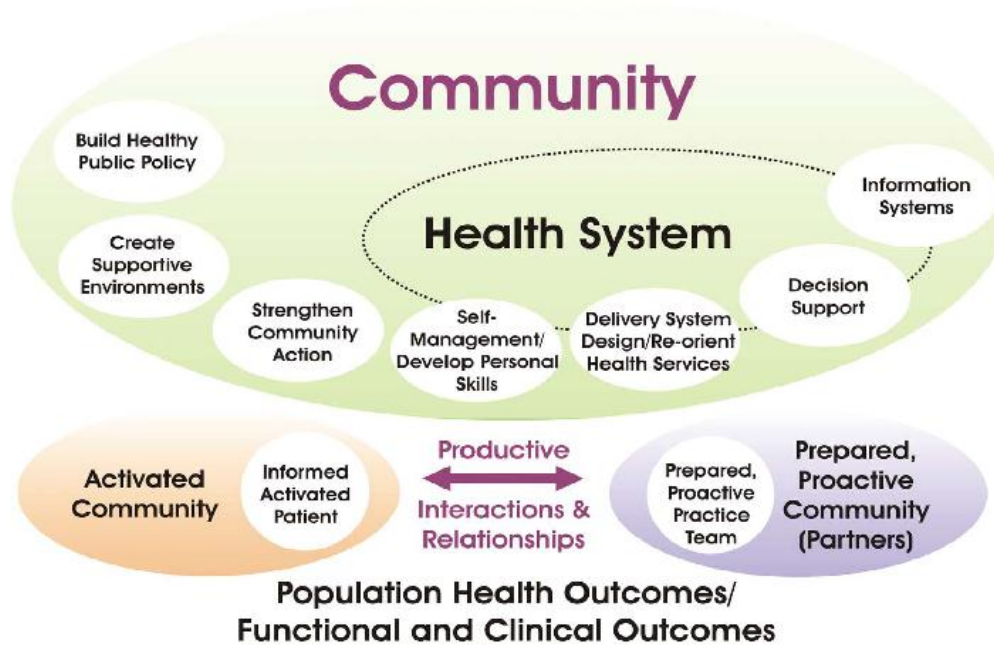 Community
Build Healthy
Public Policy
Information
Systems
Health System
Create
Supportive
Environments
Decision
Support
Strengthen
Community
Action
Self-
Management/
Develop Personal
Skills
Delivery System
Design/Re-orient
Health Services
Activated
Community
Informed
Activated
Patient
Productive
Interactions &
Relationships
Prepared,
Proactive
Practice
Team
Prepared,
Proactive
Community
(Partners)
Population Health Outcomes/
Functional and Clinical Outcomes